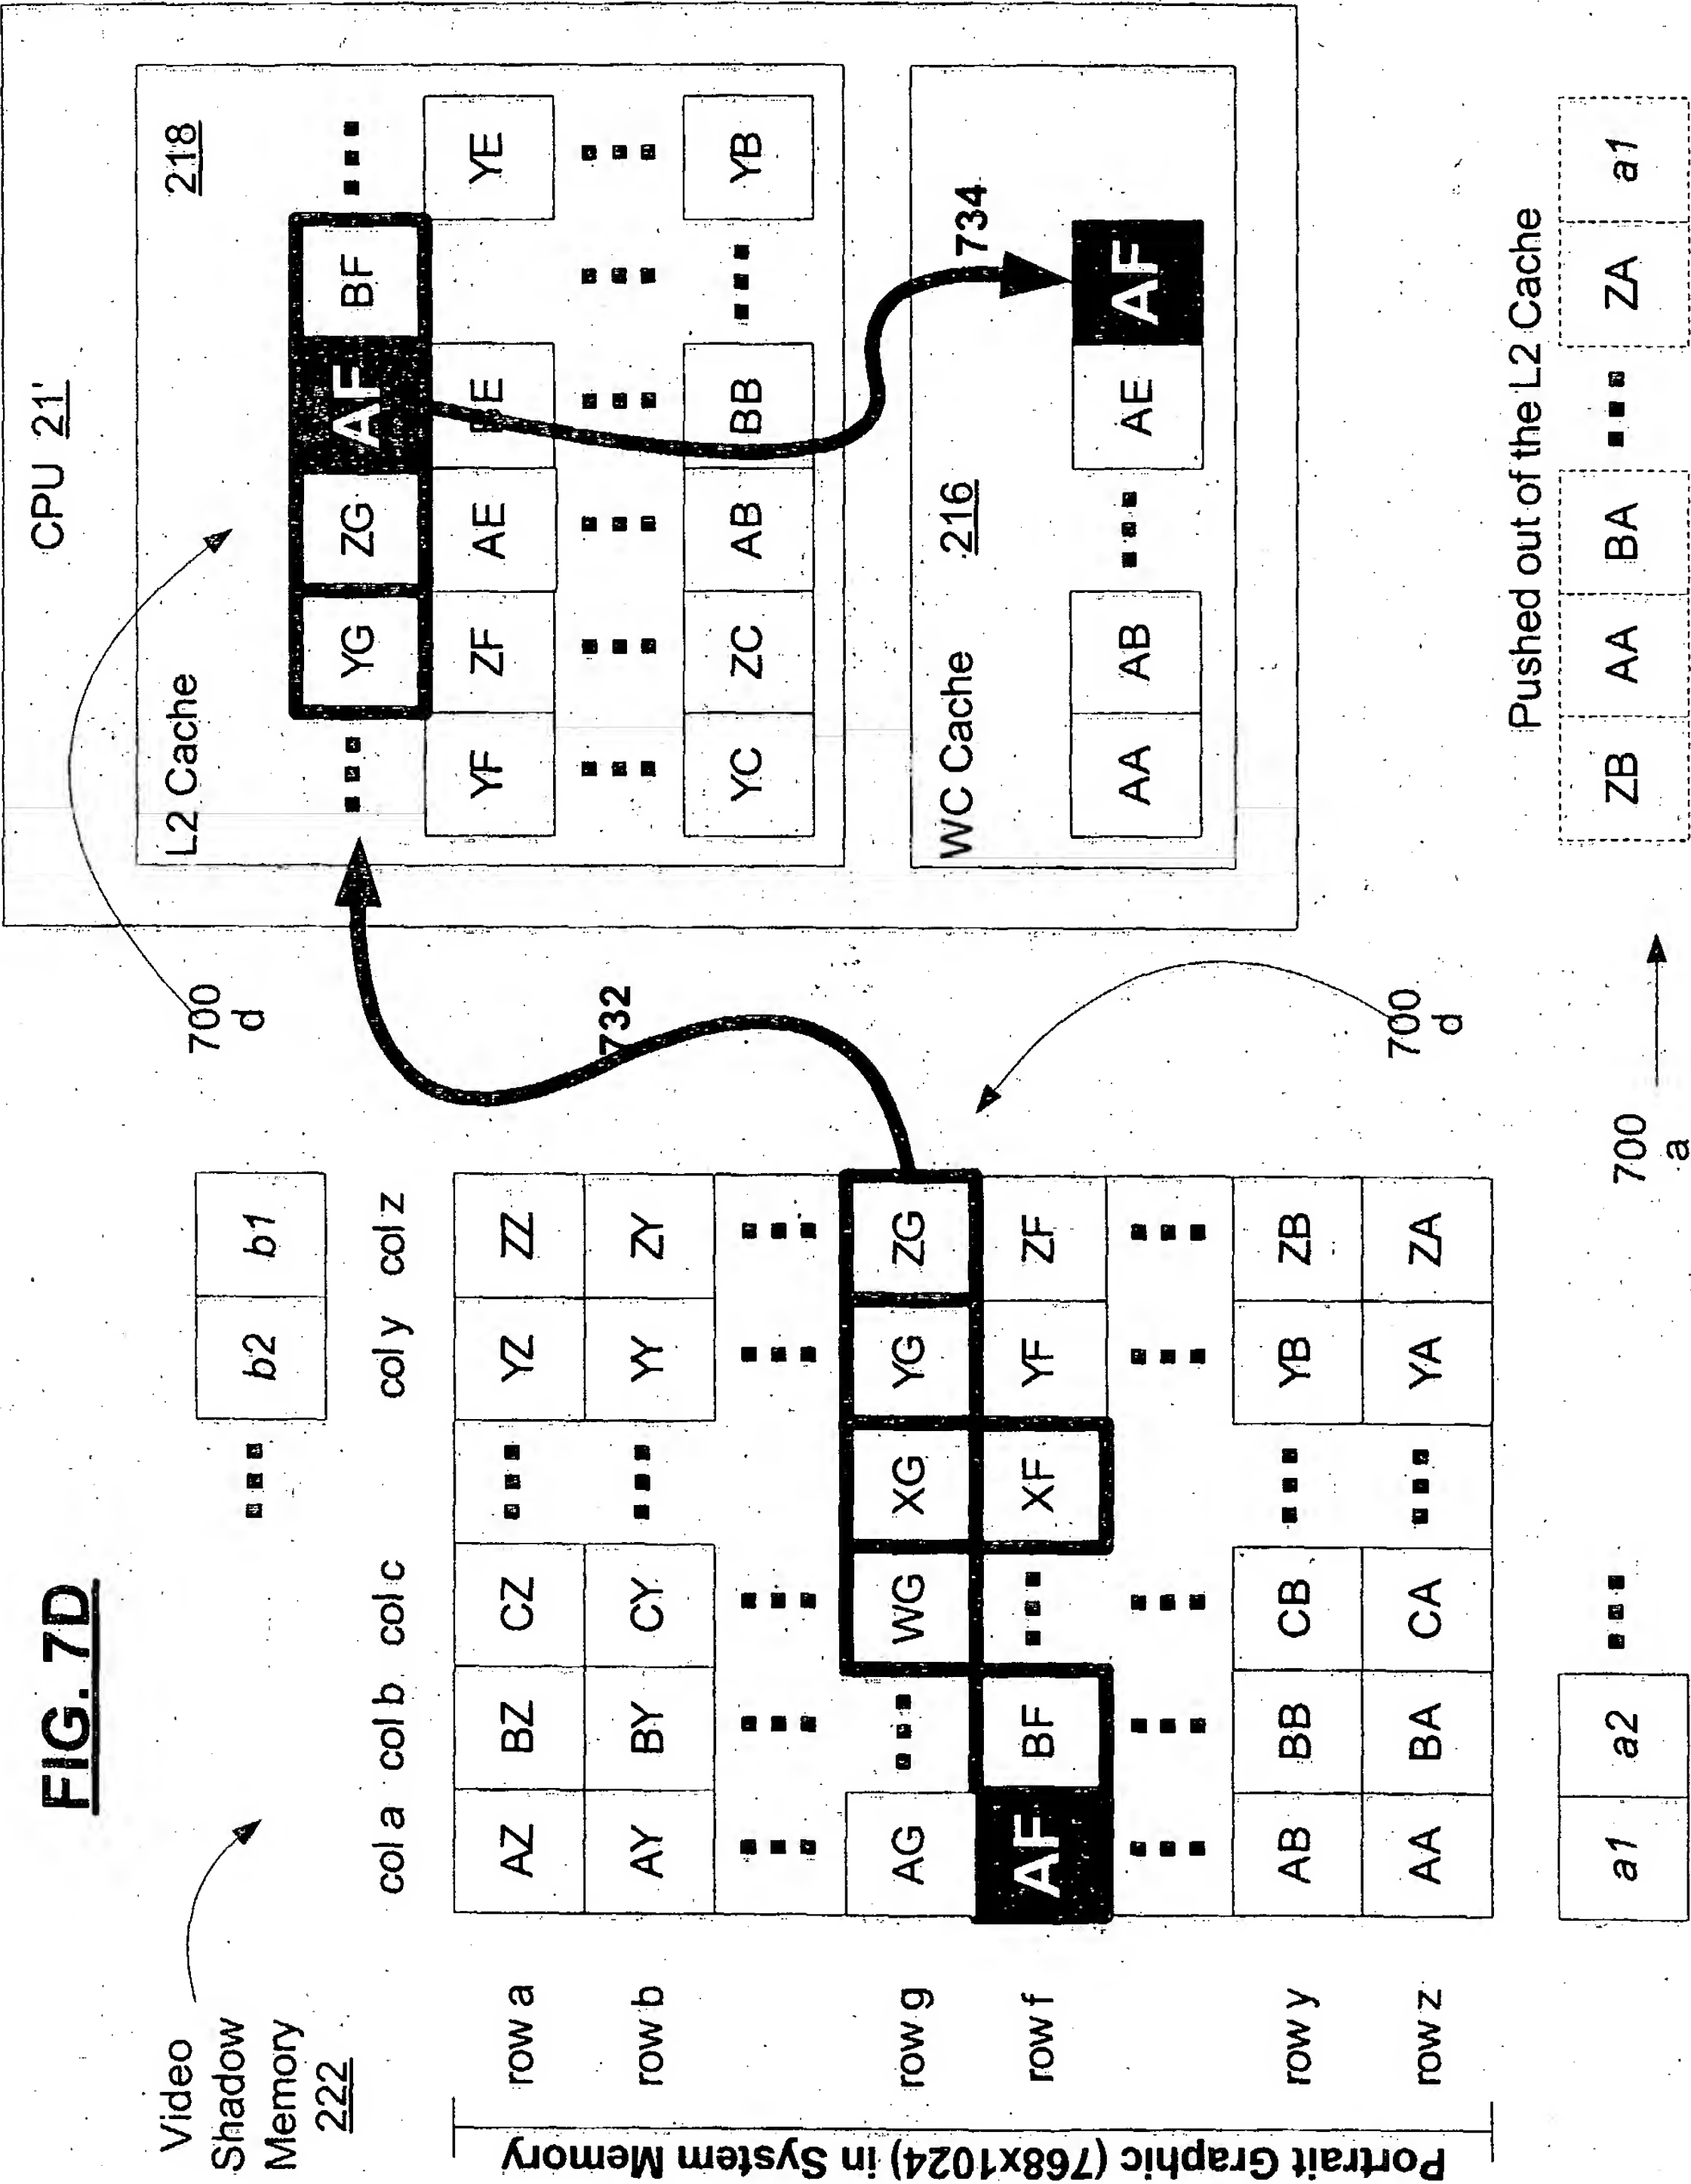 FIG. 7D
Video
Shadow
Memory
222
b2 b1
col a col b col c col y col z
row a AZ BZ CZ YZ ZZ
row b AY BY CY YY ZY
row g AG WG XG YG ZG
row f AF BF XF YF ZF
row y AB BB CB YB ZB
row z AA BA CA YA ZA
a1 a2
Portrait Graphic (768x1024) in System Memory
700
d
732
700
d
700
a
CPU 21'
L2 Cache 218
YG ZG AF BF
YF ZF AE YE
YC ZC AB BB YB
734
WC Cache 216
AA AB AE AF
Pushed out of the L2 Cache
ZB AA BA ZA a1